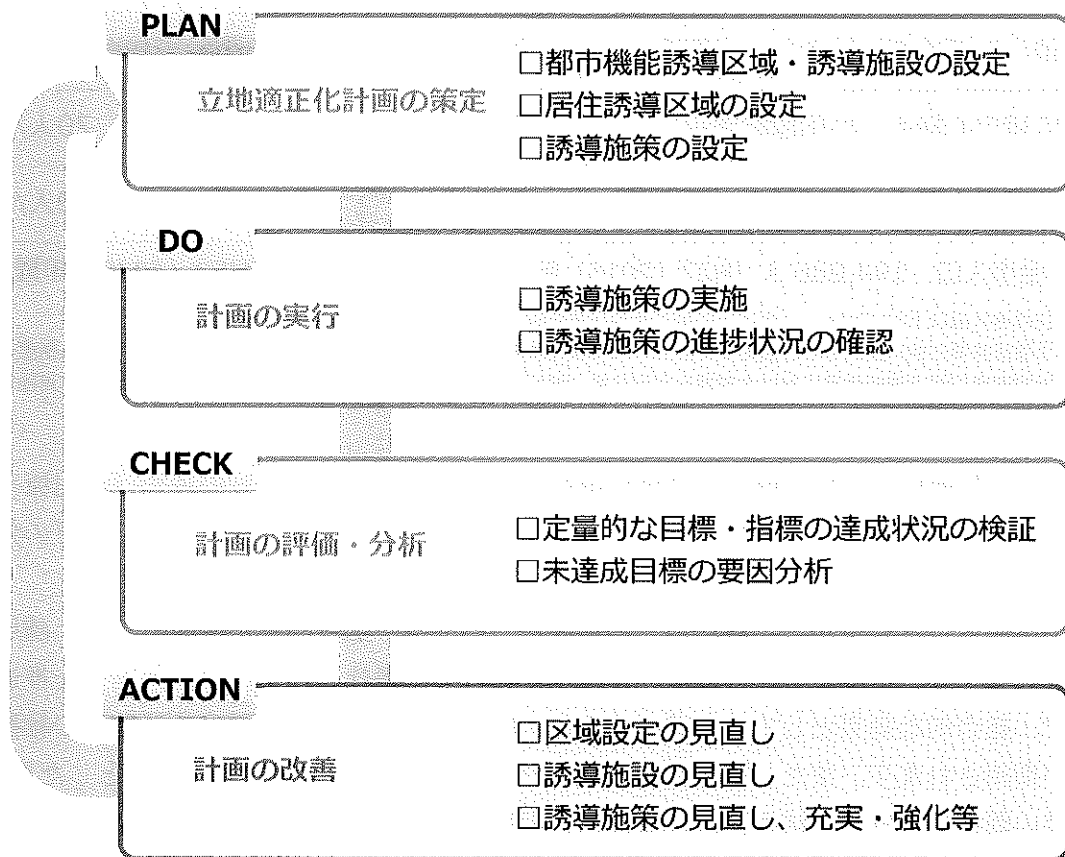 PLAN
立地適正化計画の策定
□都市機能誘導区域・誘導施設の設定
□居住誘導区域の設定
□誘導施策の設定
DO
計画の実行
□誘導施策の実施
□誘導施策の進捗状況の確認
CHECK
計画の評価・分析
□定量的な目標・指標の達成状況の検証
□未達成目標の要因分析
ACTION
計画の改善
□区域設定の見直し
□誘導施設の見直し
□誘導施策の見直し、充実・強化等